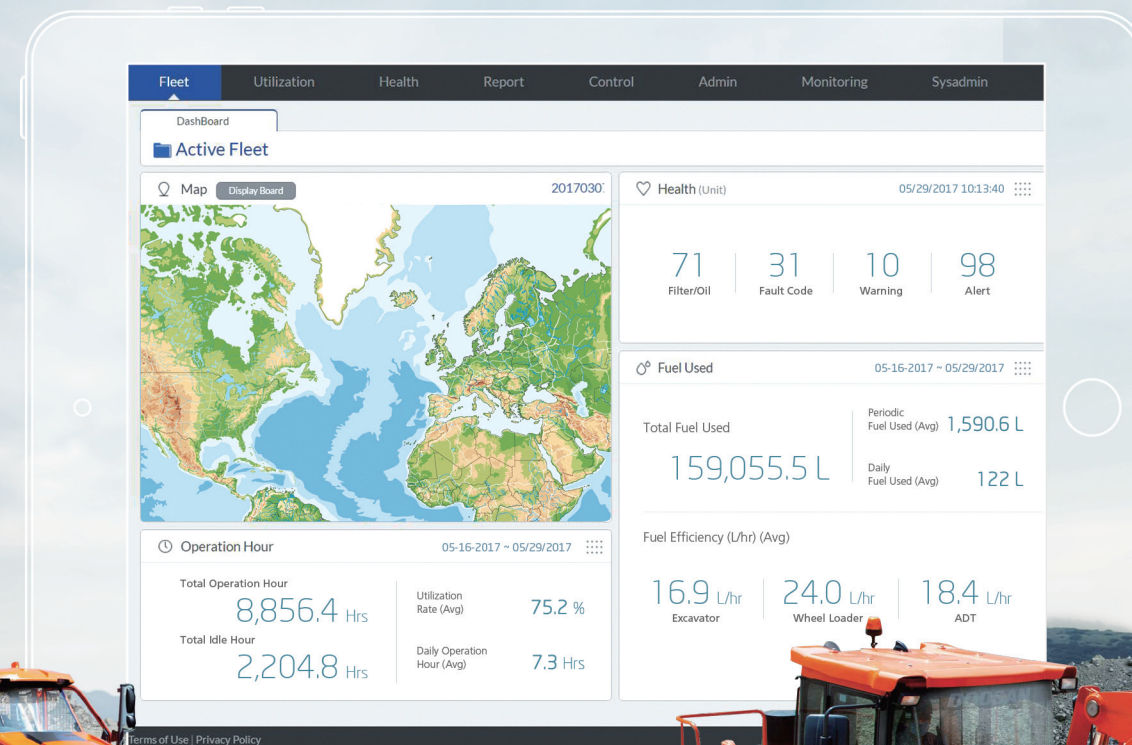 Fleet Utilization Health Report Control Admin Monitoring Sysadmin
DashBoard
Active Fleet
Map Display Board 2017030
Health (Unit) 05/29/2017 10:13:40
71 31 10 98
Filter/Oil Fault Code Warning Alert
Fuel Used 05-16-2017 ~ 05/29/2017
Total Fuel Used
159,055.5 L
Periodic
Fuel Used (Avg) 1,590.6 L
Daily
Fuel Used (Avg) 122 L
Fuel Efficiency (L/hr) (Avg)
16.9 L/hr 24.0 L/hr 18.4 L/hr
Excavator Wheel Loader ADT
Operation Hour 05-16-2017 ~ 05/29/2017
Total Operation Hour
8,856.4 Hrs
Total Idle Hour
2,204.8 Hrs
Utilization
Rate (Avg) 75.2 %
Daily Operation
Hour (Avg) 7.3 Hrs
Terms of Use | Privacy Policy